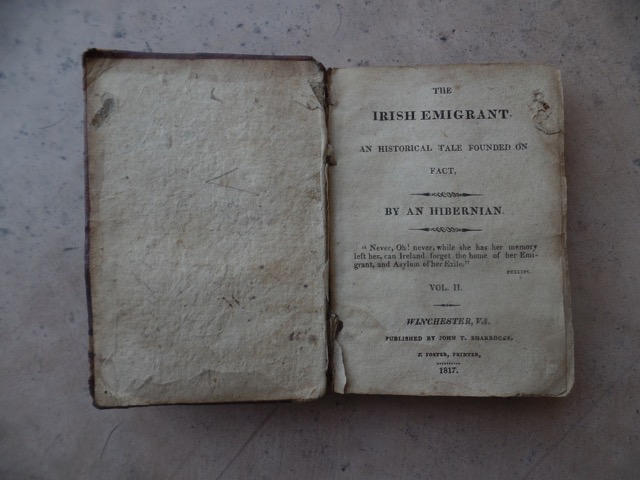 THE
IRISH EMIGRANT.
AN HISTORICAL TALE FOUNDED ON
FACT,
BY AN HIBERNIAN.
" Never, Oh! never, while she has her memory
left her, can Ireland forget the home of her Emi-
grant, and Asylum of her Exile."
PHILLIPS.
VOL. II.
WINCHESTER, VA.
PUBLISHED BY JOHN T. SHARROCKS,
FOSTER, PRINTER,
1817.